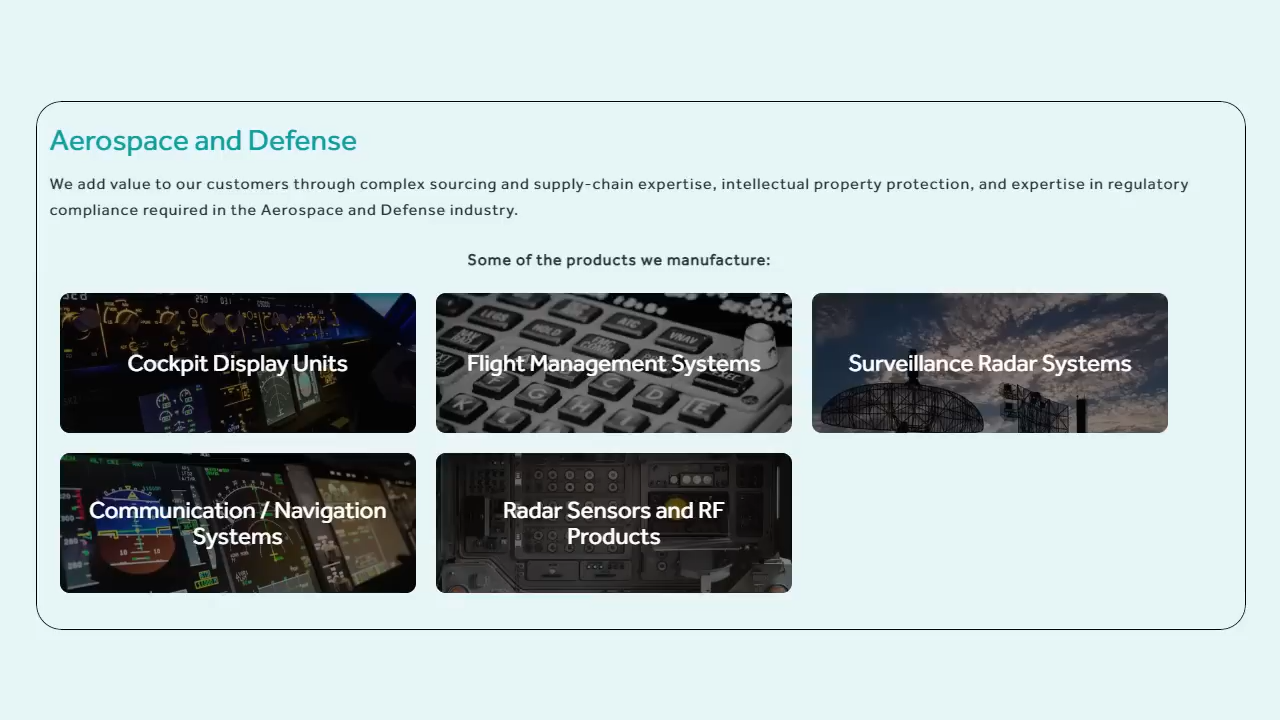 Aerospace and Defense
We add value to our customers through complex sourcing and supply-chain expertise, intellectual property protection, and expertise in regulatory
compliance required in the Aerospace and Defense industry.
Some of the products we manufacture:
Cockpit Display Units
Flight Management Systems
Surveillance Radar Systems
Communication / Navigation
Systems
Radar Sensors and RF
Products